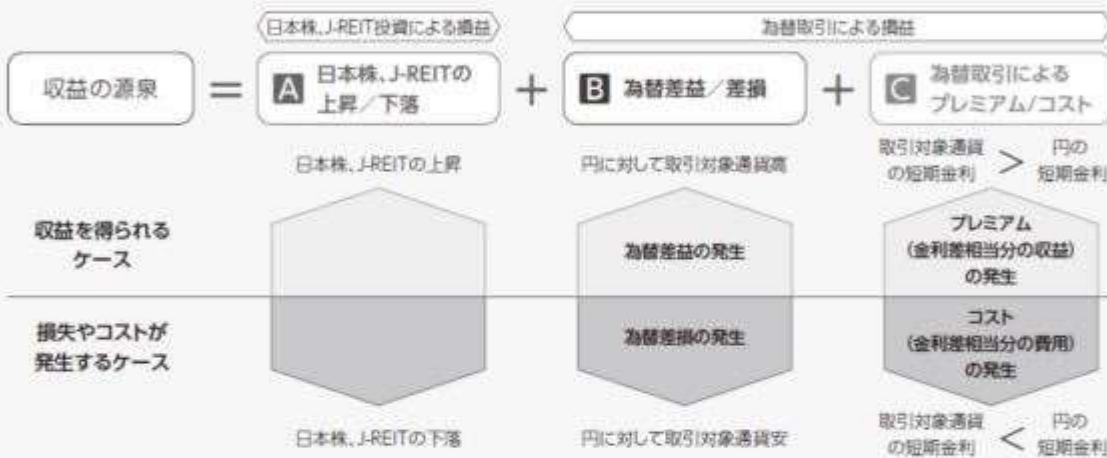 日本株、J-REIT投資による損益
為替取引による損益
収益の源泉
=
A
日本株、J-REITの
上昇/下落
+
B
為替差益/差損
+
C
為替取引による
プレミアム/コスト
日本株、J-REITの上昇
円に対して取引対象通貨高
取引対象通貨
の短期金利
>
円の
短期金利
収益を得られる
ケース
為替差益の発生
プレミアム
(金利差相当分の収益)
の発生
損失やコストが
発生するケース
為替差損の発生
コスト
(金利差相当分の費用)
の発生
日本株、J-REITの下落
円に対して取引対象通貨安
取引対象通貨
の短期金利
<
円の
短期金利